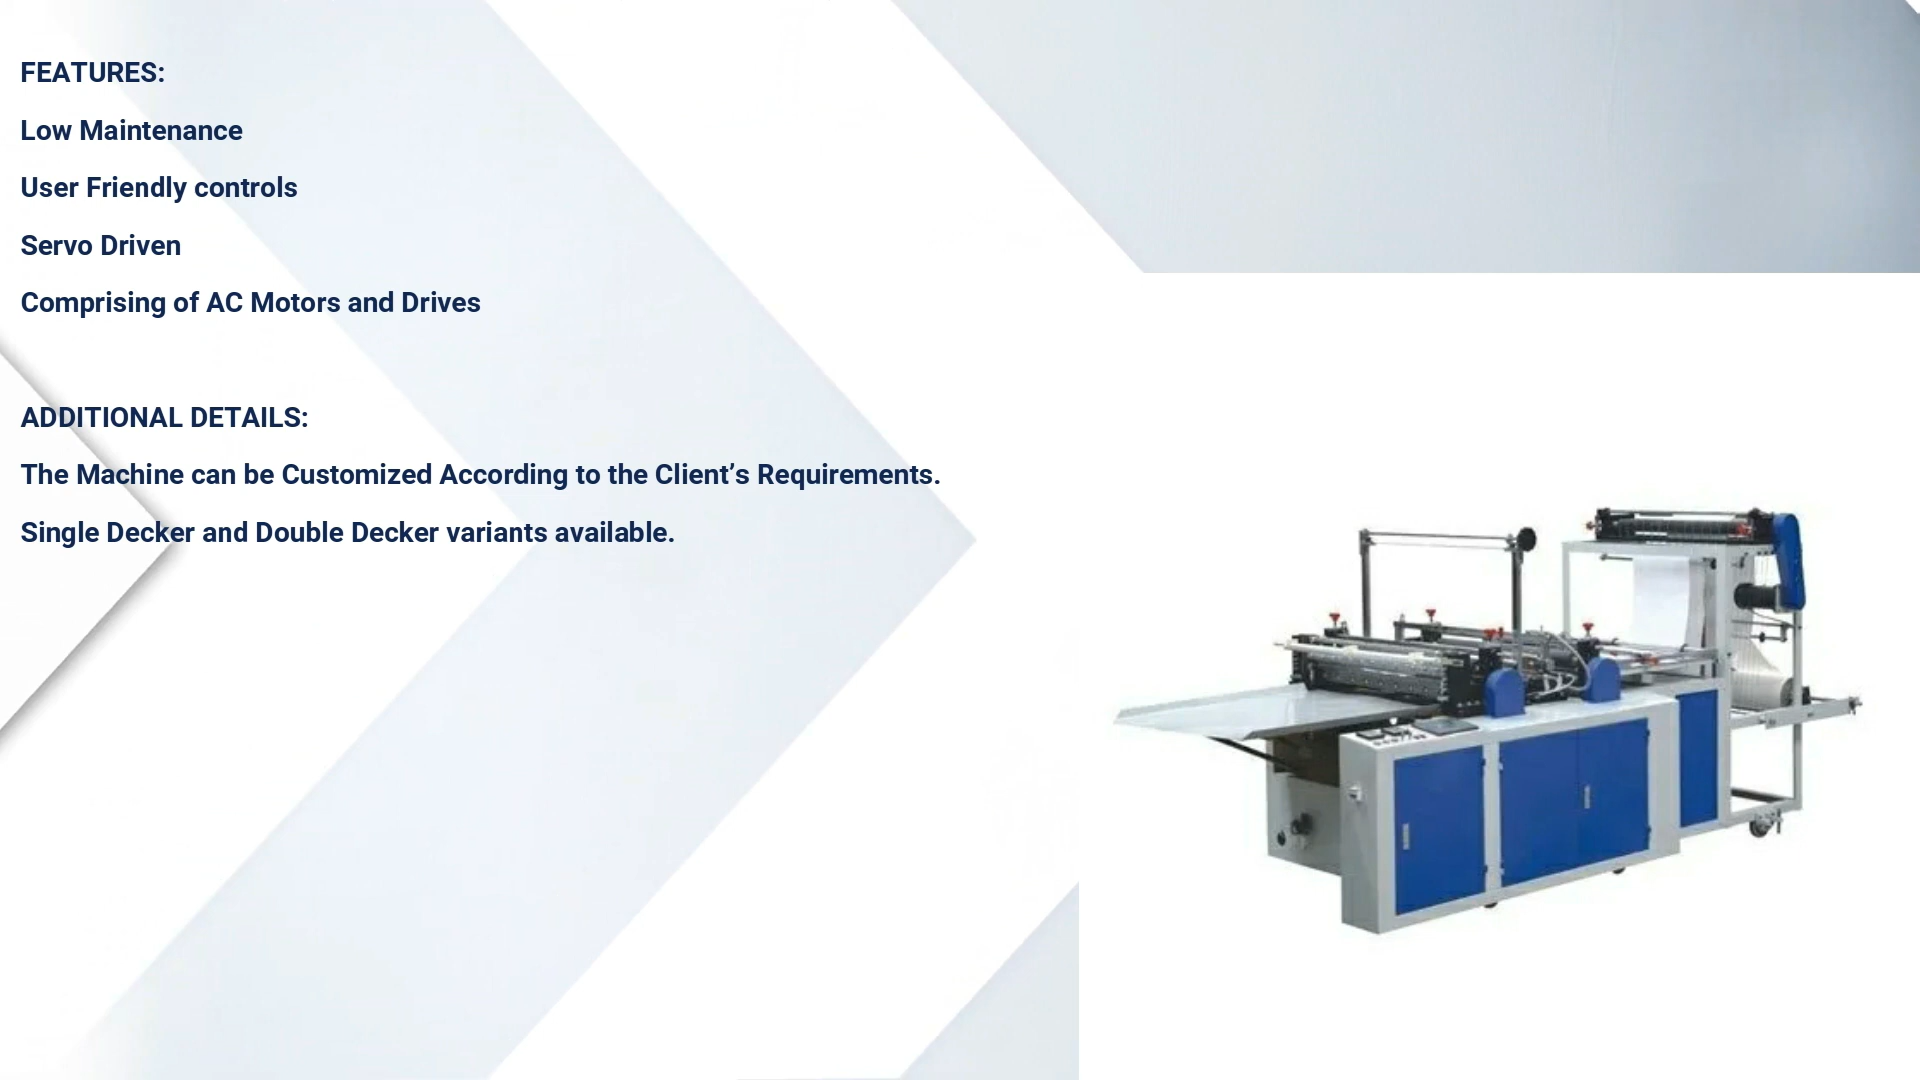 FEATURES:
Low Maintenance
User Friendly controls
Servo Driven
Comprising of AC Motors and Drives
ADDITIONAL DETAILS:
The Machine can be Customized According to the Client’s Requirements.
Single Decker and Double Decker variants available.